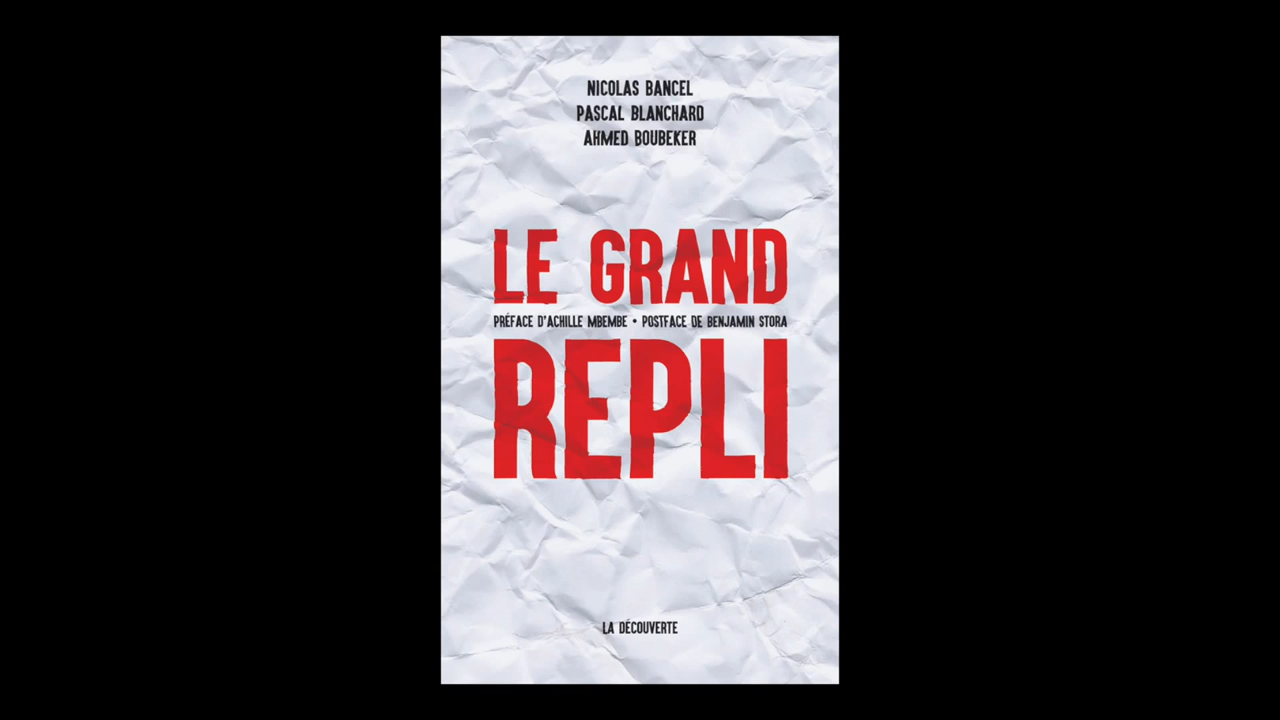 NICOLAS BANCEL
PASCAL BLANCHARD
AHMED BOUBEKER
LE GRAND
PRÉFACE D'ACHILLE MBEMBE • POSTFACE DE BENJAMIN STORA
REPLI
LA DÉCOUVERTE